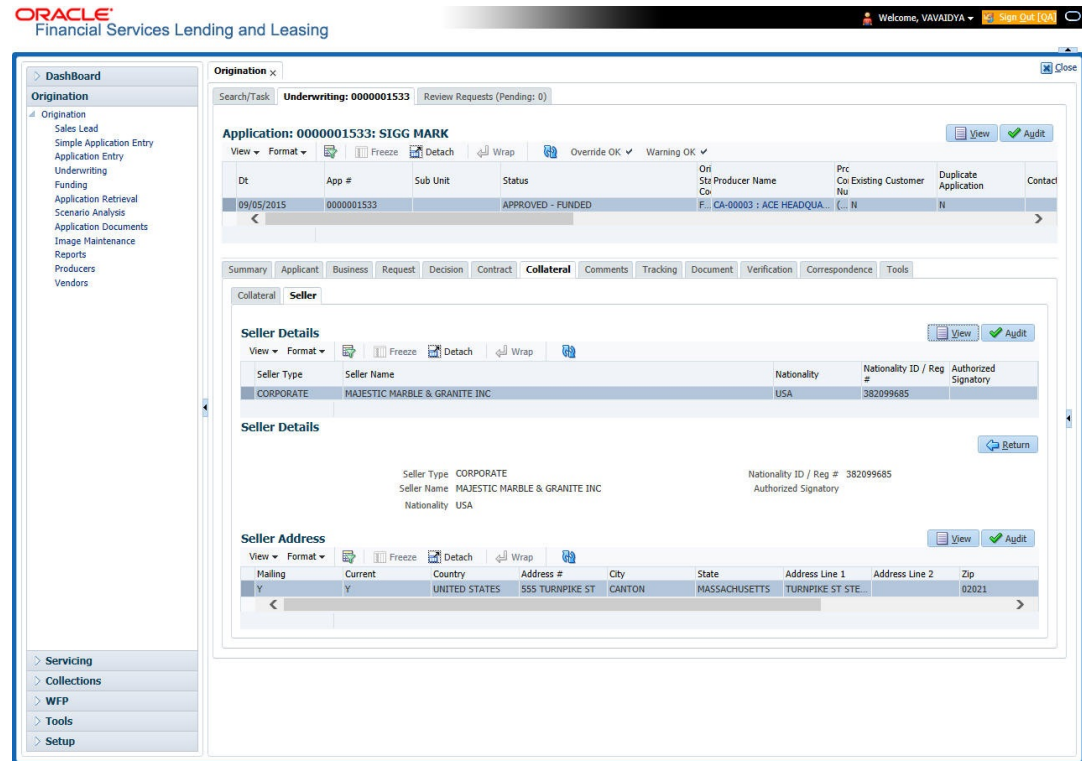 ORACLE
Financial Services Lending and Leasing
Welcome, VAVAIDYA
Sign Out [QA]
Close
DashBoard
Origination
Origination
Sales Lead
Simple Application Entry
Application Entry
Underwriting
Funding
Application Retrieval
Scenario Analysis
Application Documents
Image Maintenance
Reports
Producers
Vendors
Servicing
Collections
WFP
Tools
Setup
Origination x
Search/Task Underwriting: 0000001533 Review Requests (Pending: 0)
Application: 0000001533: SIGG MARK
View Audit
View Format Freeze Detach Wrap Override OK Warning OK
Dt App # Sub Unit Status Ori Sta Co Producer Name Prc Co Nu Existing Customer Duplicate Application Contact
09/05/2015 0000001533 APPROVED - FUNDED F... CA-00003 : ACE HEADQUA... (... N N
Summary Applicant Business Request Decision Contract Collateral Comments Tracking Document Verification Correspondence Tools
Collateral Seller
Seller Details
View Audit
View Format Freeze Detach Wrap
Seller Type Seller Name Nationality Nationality ID / Reg # Authorized Signatory
CORPORATE MAJESTIC MARBLE & GRANITE INC USA 382099685
Seller Details
Return
Seller Type CORPORATE Nationality ID / Reg # 382099685
Seller Name MAJESTIC MARBLE & GRANITE INC Authorized Signatory
Nationality USA
Seller Address
View Audit
View Format Freeze Detach Wrap
Mailing Current Country Address # City State Address Line 1 Address Line 2 Zip
Y Y UNITED STATES 555 TURNPIKE ST CANTON MASSACHUSETTS TURNPIKE ST STE... 02021